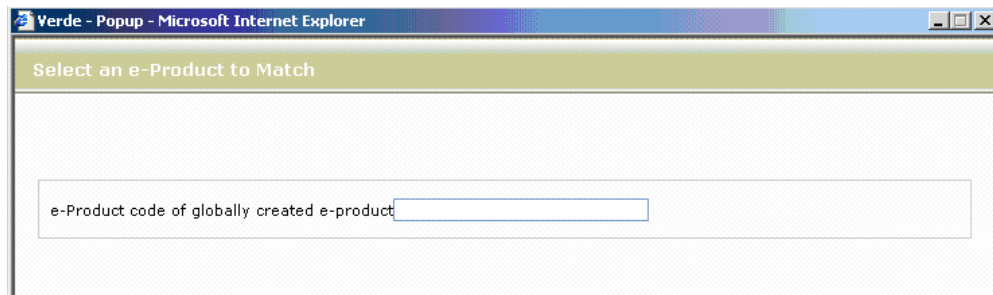 Verde - Popup - Microsoft Internet Explorer
Select an e-Product to Match
e-Product code of globally created e-product